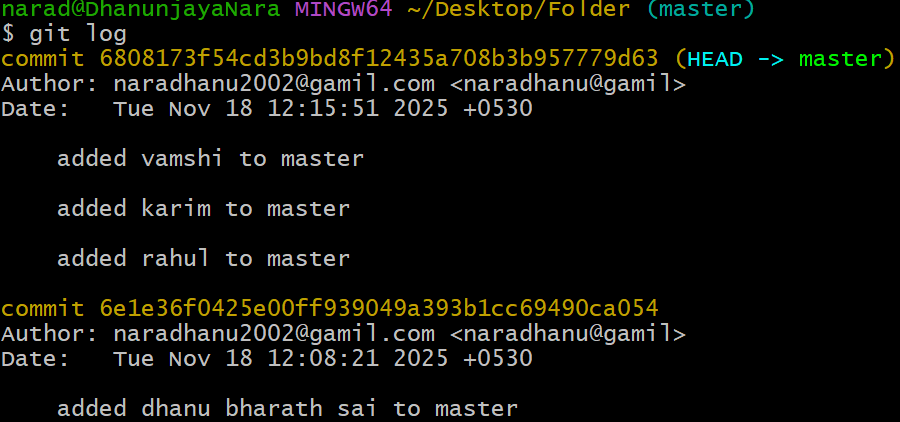 narad@DhanunjayaNara MINGW64 ~/Desktop/Folder (master)
$ git log
commit 6808173f54cd3b9bd8f12435a708b3b957779d63 (HEAD -> master)
Author: naradhanu2002@gamil.com <naradhanu@gamil>
Date:   Tue Nov 18 12:15:51 2025 +0530
    added vamshi to master
    added karim to master
    added rahul to master
commit 6e1e36f0425e00ff939049a393b1cc69490ca054
Author: naradhanu2002@gamil.com <naradhanu@gamil>
Date:   Tue Nov 18 12:08:21 2025 +0530
    added dhanu bharath sai to master